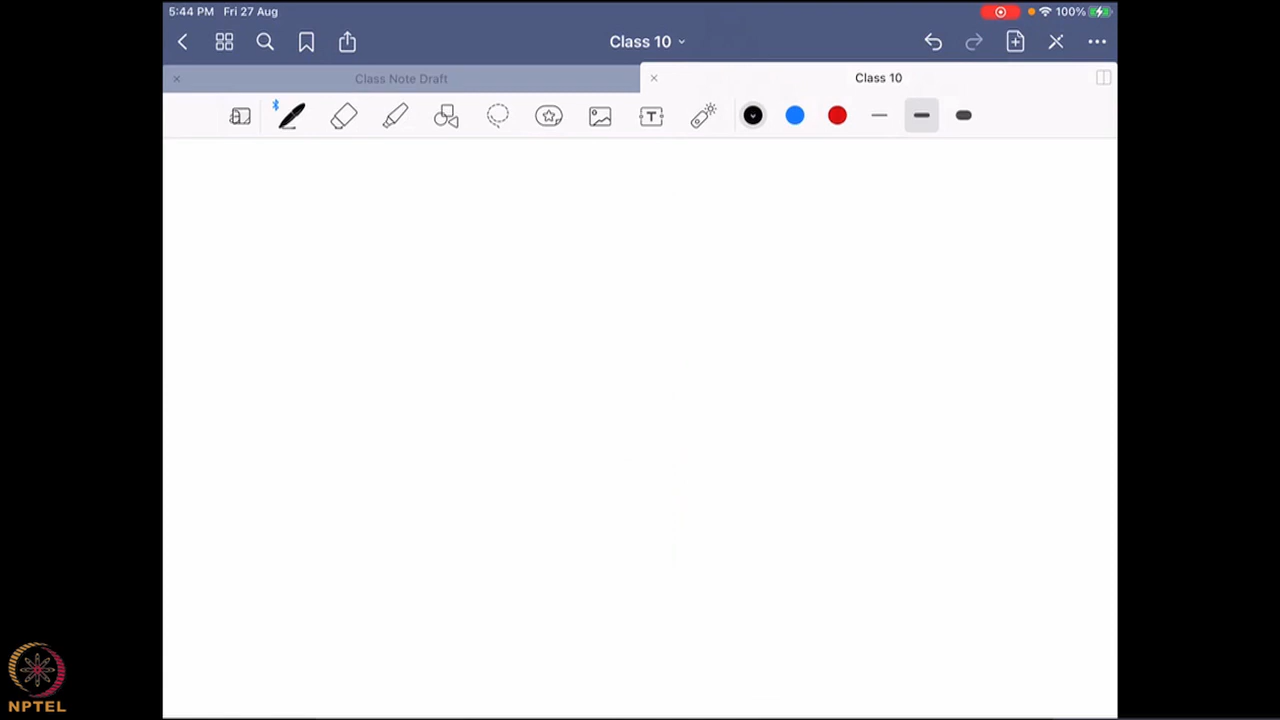 5:44 PM Fri 27 Aug
100%
Class 10
Class Note Draft
Class 10
T
NPTEL